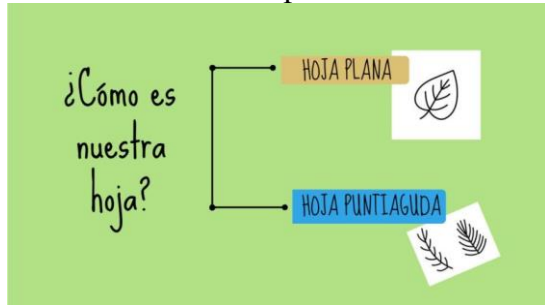 ¿Cómo es
nuestra
hoja?
HOJA PLANA
HOJA PUNTIAGUDA